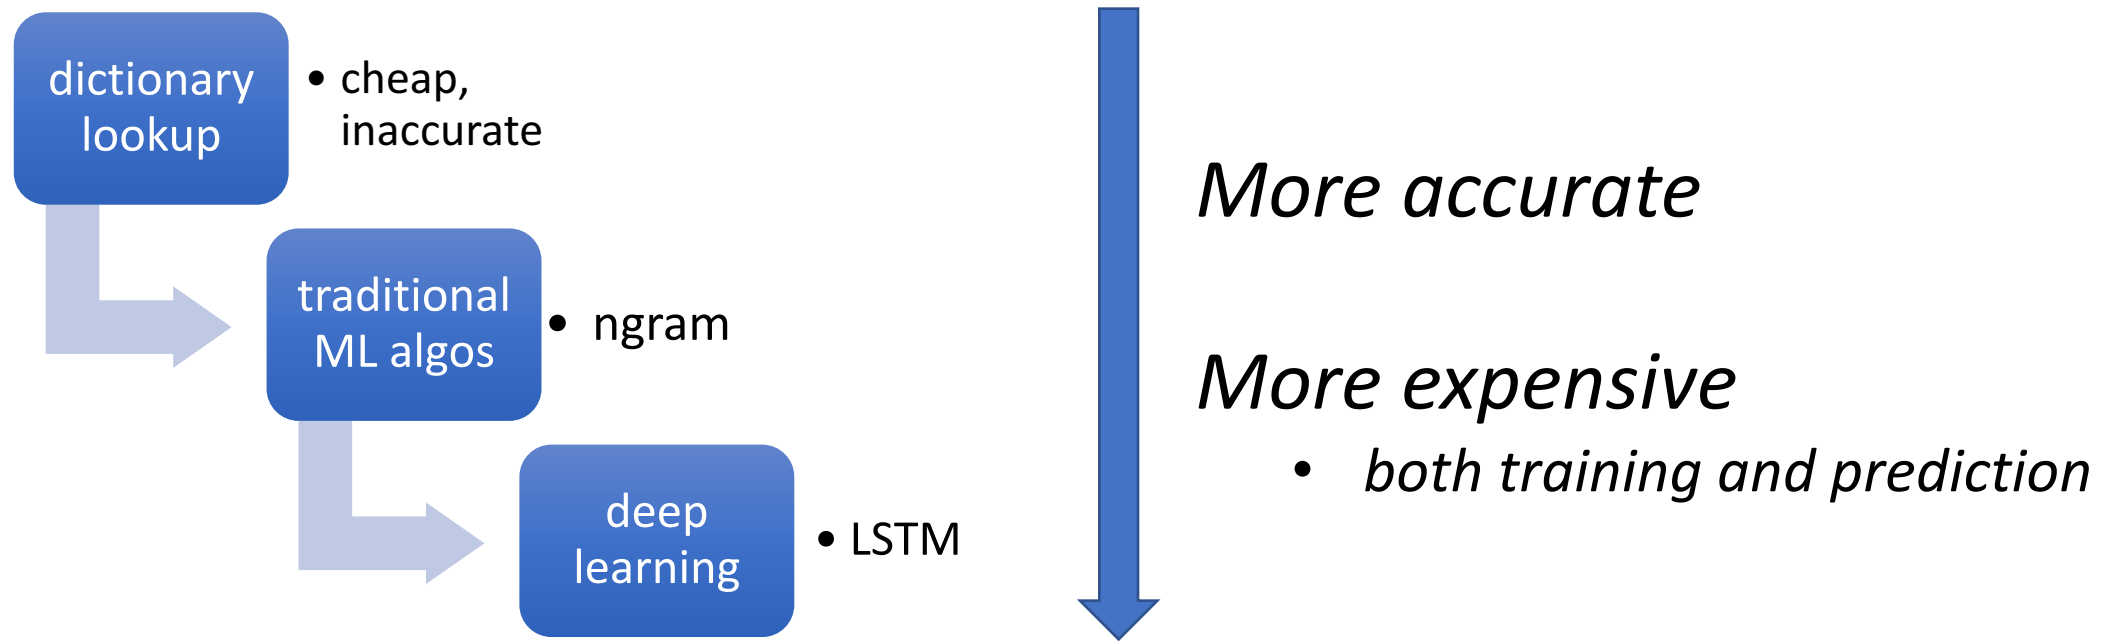 dictionary
lookup
• cheap,
inaccurate
traditional
ML algos
• ngram
deep
learning
• LSTM
More accurate
More expensive
• both training and prediction